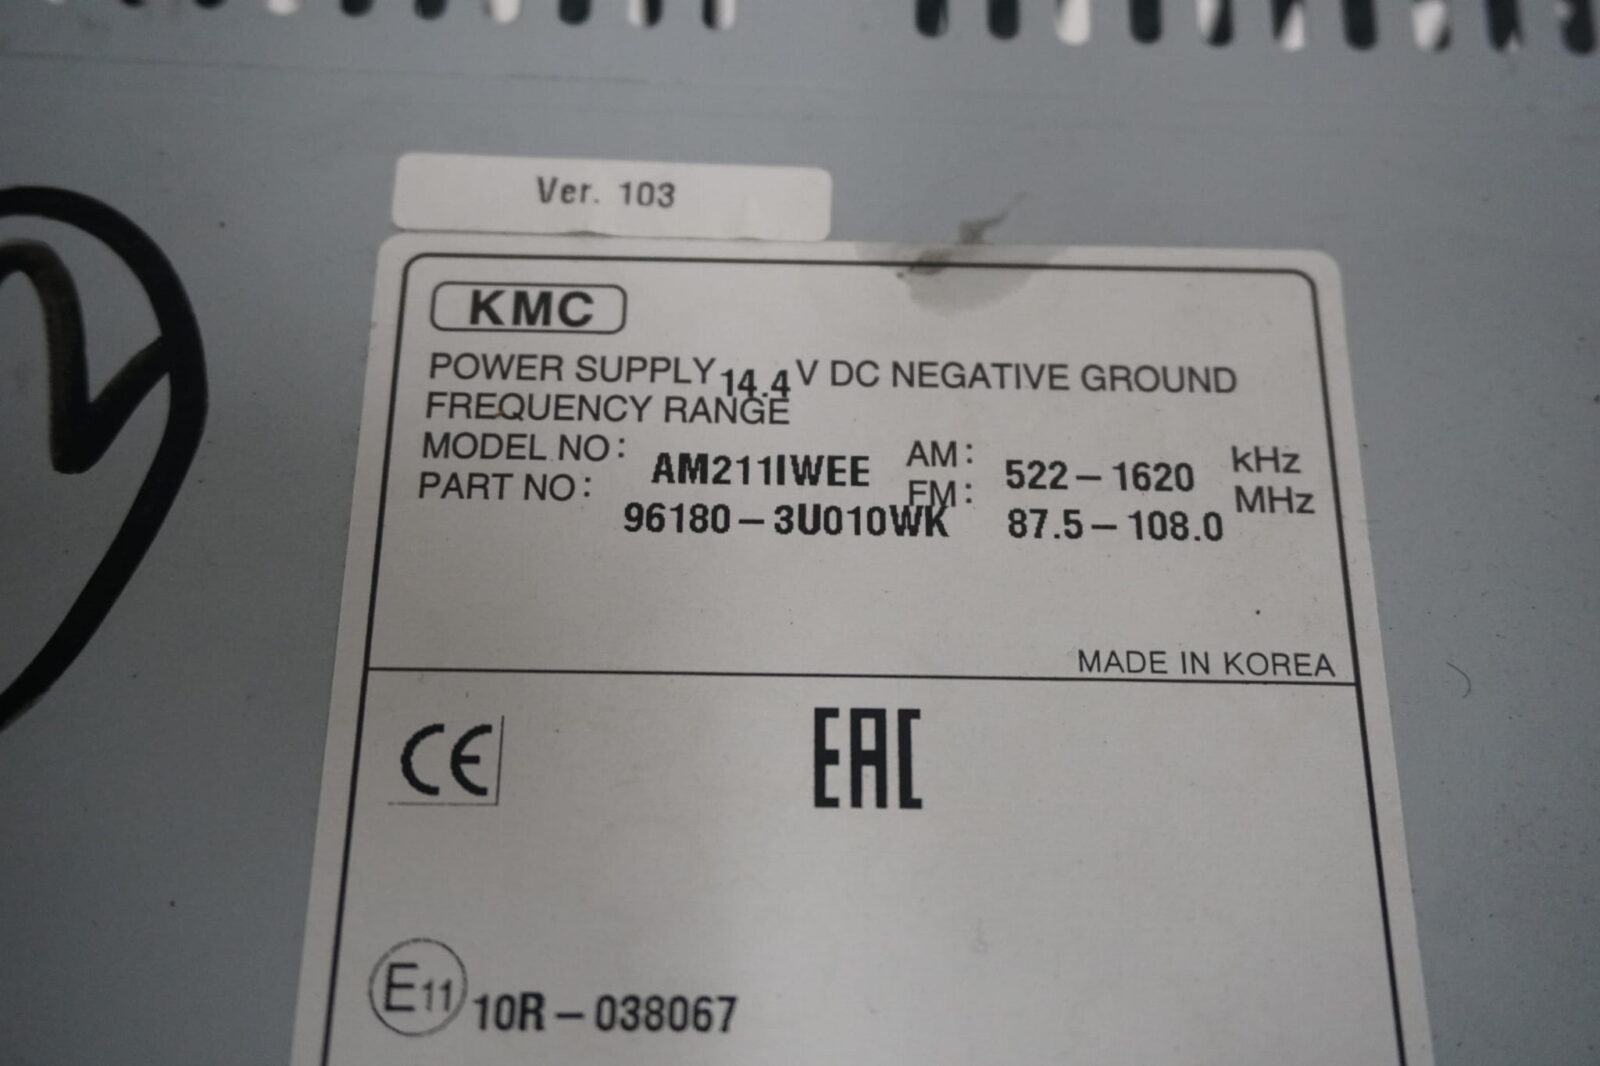 Ver. 103
KMC
POWER SUPPLY 14.4 V DC NEGATIVE GROUND
FREQUENCY RANGE
MODEL NO: AM211IWEE AM: 522-1620 kHz
PART NO: 96180-3U010WK FM: 87.5-108.0 MHz
MADE IN KOREA
CE EAC
E11 10R-038067